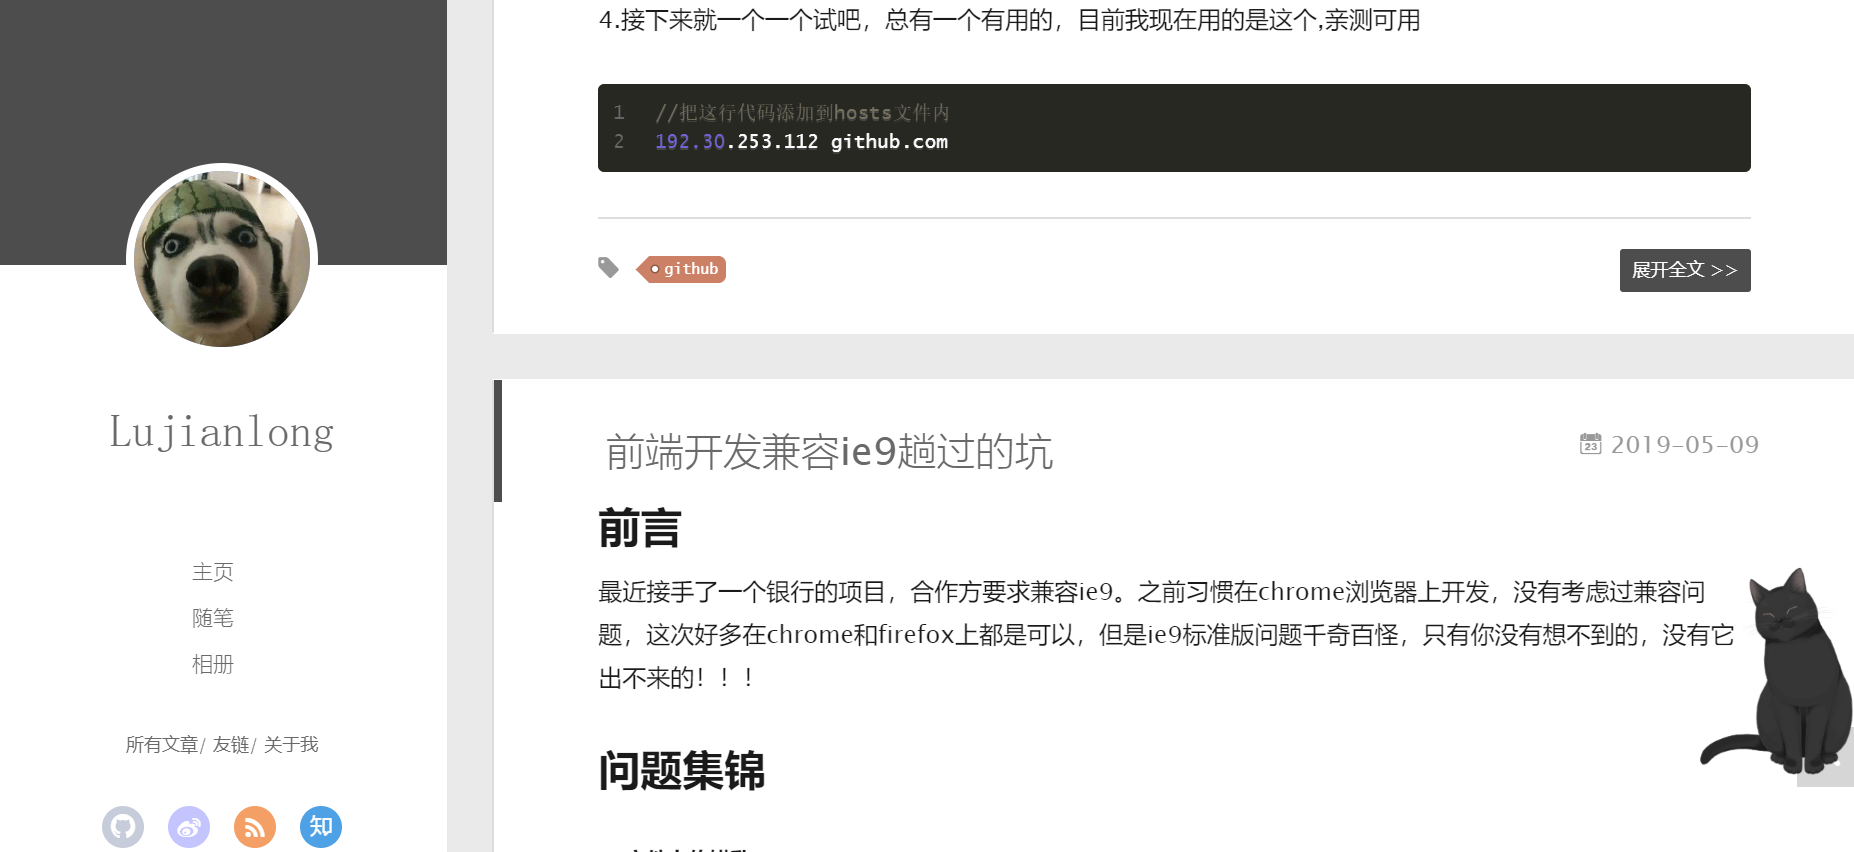 4.接下来就一个一个试吧，总有一个有用的，目前我现在用的是这个,亲测可用
1 //把这行代码添加到hosts文件内
2 192.30.253.112 github.com
github
展开全文 >>
Lujianlong
主页
随笔
相册
所有文章/ 友链/ 关于我
知
前端开发兼容ie9趟过的坑
23 2019-05-09
前言
最近接手了一个银行的项目，合作方要求兼容ie9。之前习惯在chrome浏览器上开发，没有考虑过兼容问
题，这次好多在chrome和firefox上都是可以，但是ie9标准版问题千奇百怪，只有你没有想不到的，没有它
出不来的！！！
问题集锦